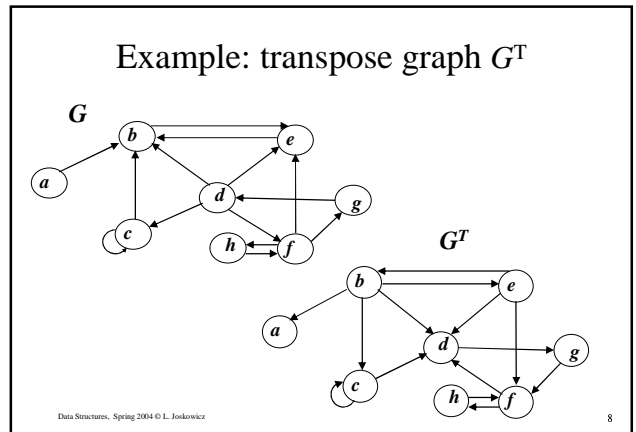 Example: transpose graph Gᵀ
G
b
e
a
d
g
c
h
f
Gᵀ
b
e
a
d
g
c
h
f
Data Structures, Spring 2004 © L. Joskowicz
8